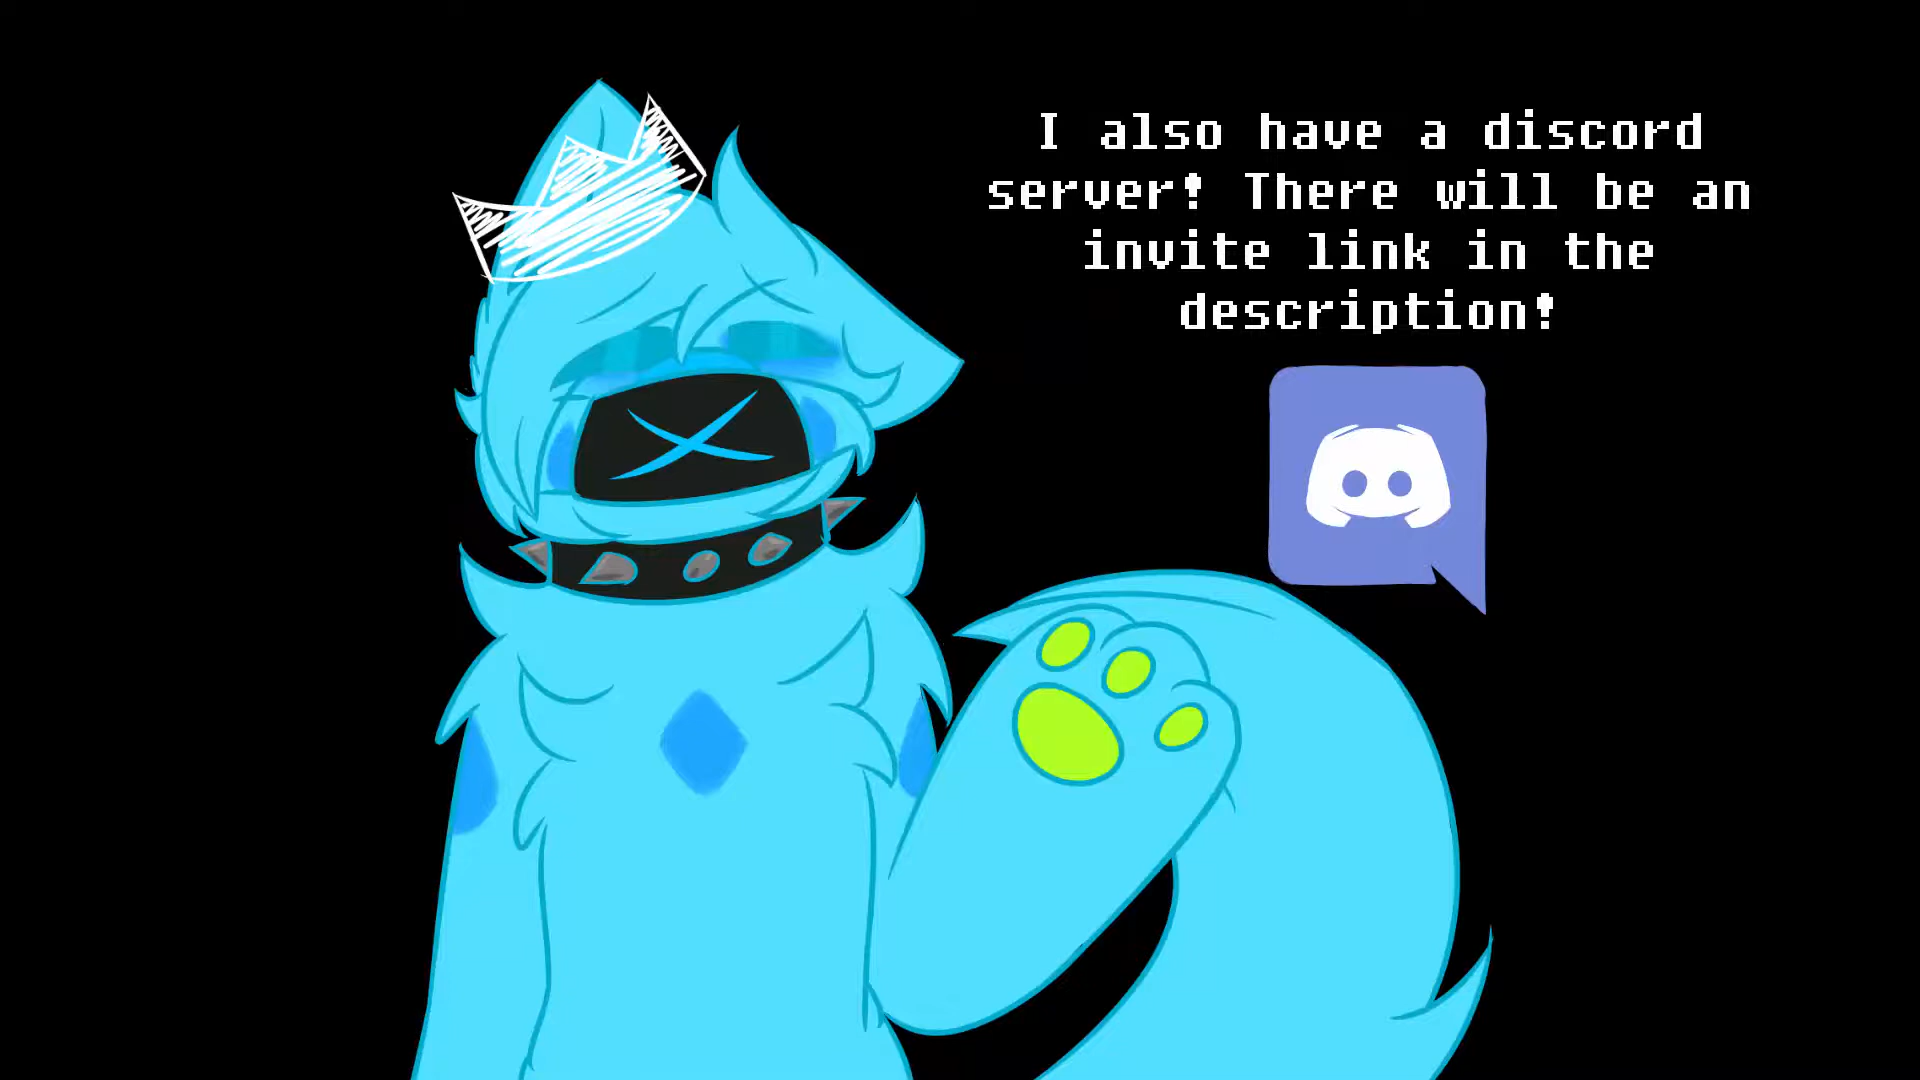 I also have a discord
server! There will be an
invite link in the
description!